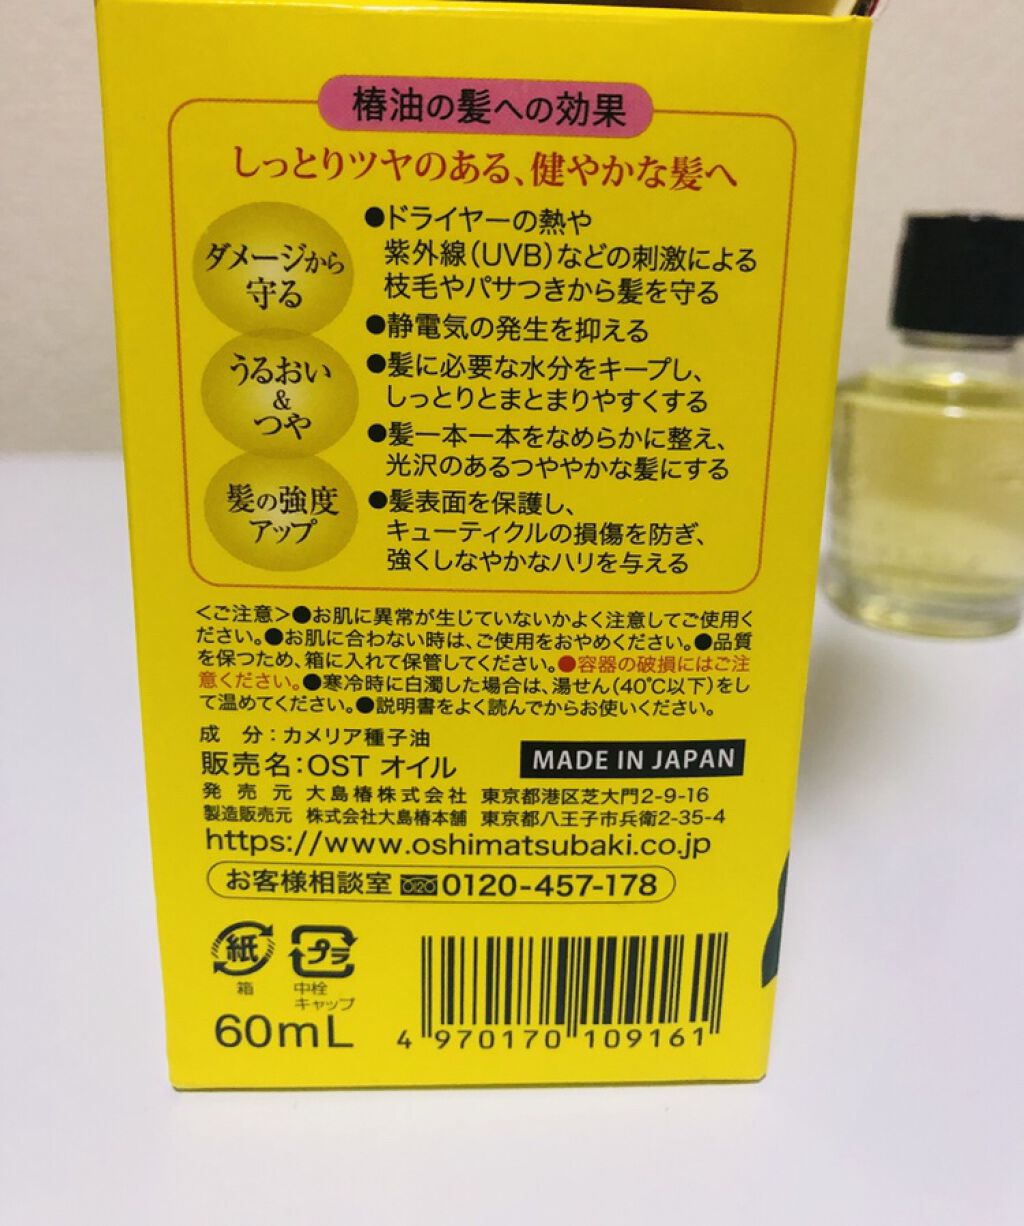 椿油の髪への効果
しっとりツヤのある、健やかな髪へ
ダメージから
守る
●ドライヤーの熱や
紫外線(UVB)などの刺激による
枝毛やパサつきから髪を守る
●静電気の発生を抑える
うるおい
&
つや
●髪に必要な水分をキープし、
しっとりとまとまりやすくする
●髪一本一本をなめらかに整え、
光沢のあるつややかな髪にする
髪の強度
アップ
●髪表面を保護し、
キューティクルの損傷を防ぎ、
強くしなやかなハリを与える
<ご注意>●お肌に異常が生じていないかよく注意してご使用く
ださい。●お肌に合わない時は、ご使用をおやめください。●品質
を保つため、箱に入れて保管してください。●容器の破損にはご注
意ください。●寒冷時に白濁した場合は、湯せん(40℃以下)をし
て温めてください。●説明書をよく読んでからお使いください。
成 分:カメリア種子油
販売名:OST オイル
MADE IN JAPAN
発 売 元 大島椿株式会社 東京都港区芝大門2-9-16
製造販売元 株式会社大島椿本舗 東京都八王子市兵衛2-35-4
https://www.oshimatsubaki.co.jp
お客様相談室 0120-457-178
紙 プラ
箱 中栓
キャップ
60mL
4 970170 109161